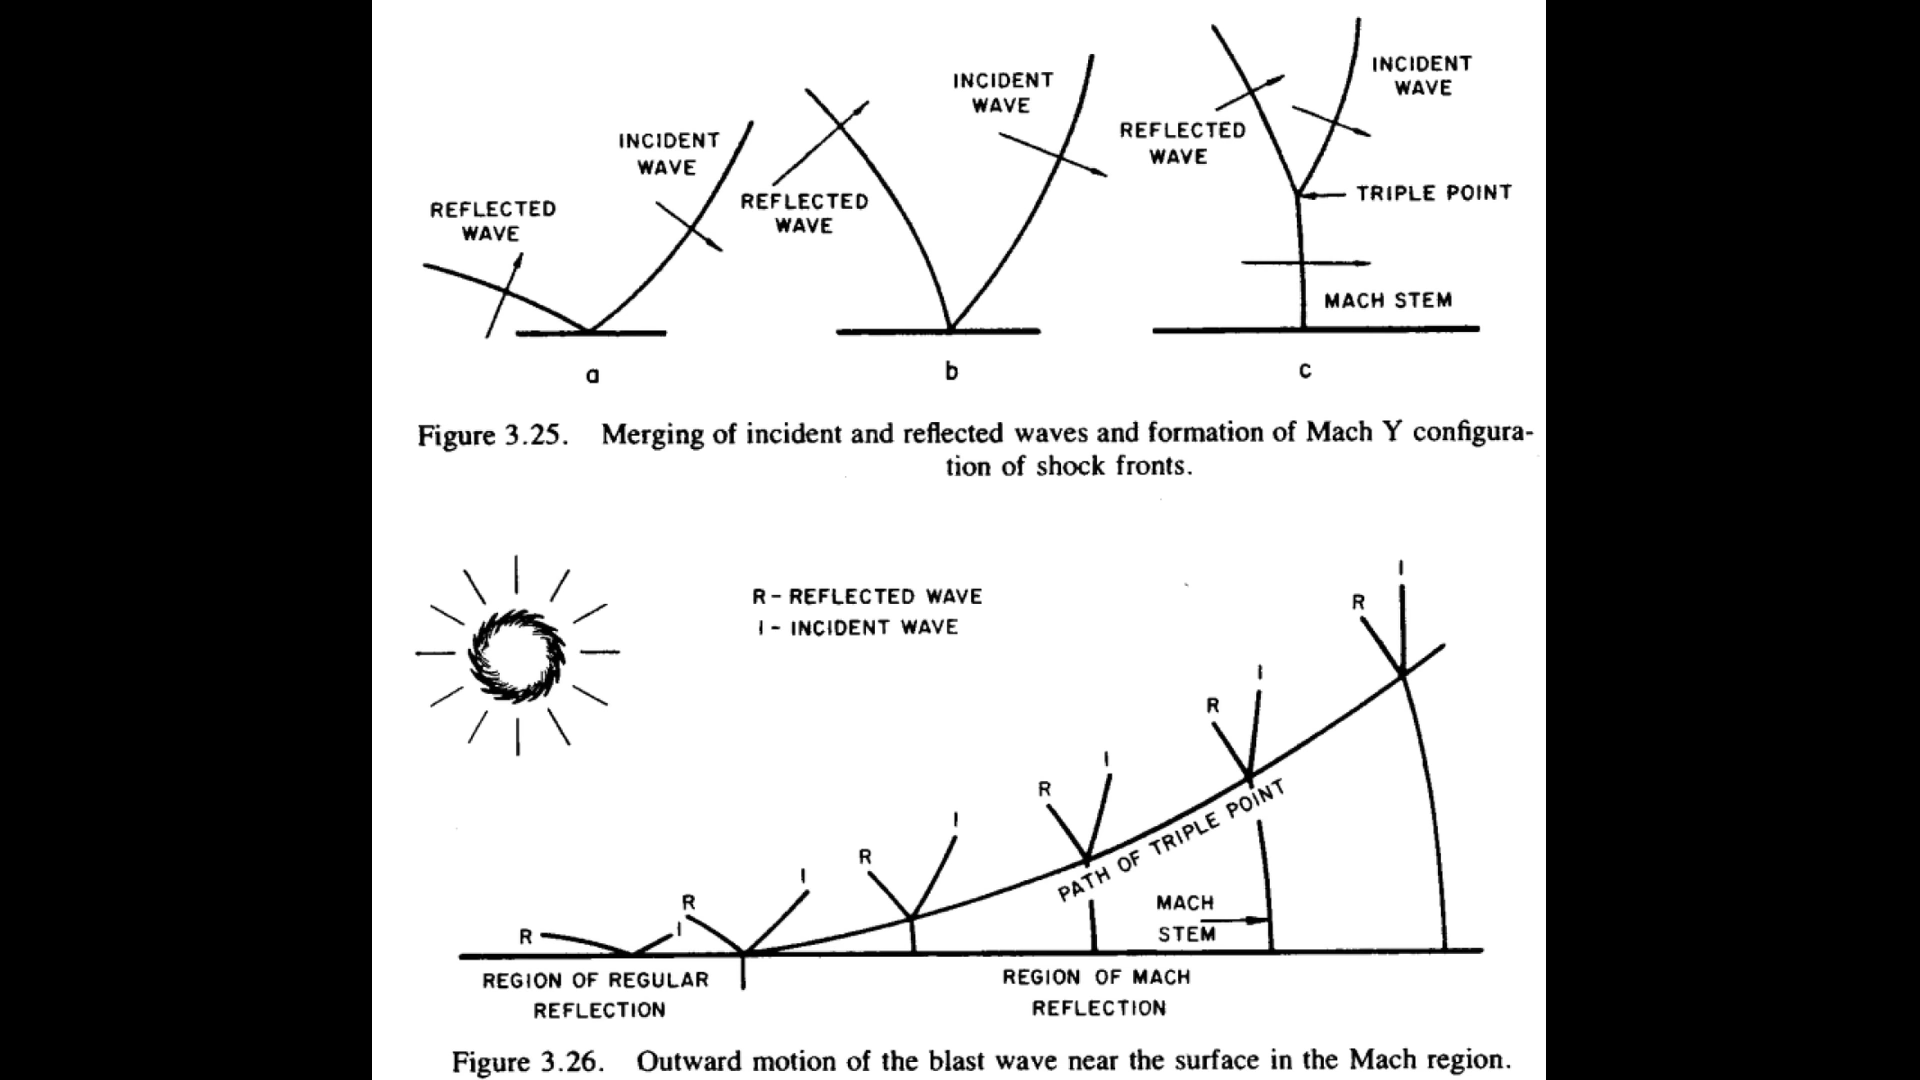 REFLECTED
WAVE
INCIDENT
WAVE
a
REFLECTED
WAVE
INCIDENT
WAVE
b
REFLECTED
WAVE
INCIDENT
WAVE
TRIPLE POINT
MACH STEM
c
Figure 3.25. Merging of incident and reflected waves and formation of Mach Y configura-
tion of shock fronts.
R - REFLECTED WAVE
I - INCIDENT WAVE
R
I
R
I
R
I
R
I
R
I
R
I
PATH OF TRIPLE POINT
MACH
STEM
REGION OF REGULAR
REFLECTION
REGION OF MACH
REFLECTION
Figure 3.26. Outward motion of the blast wave near the surface in the Mach region.